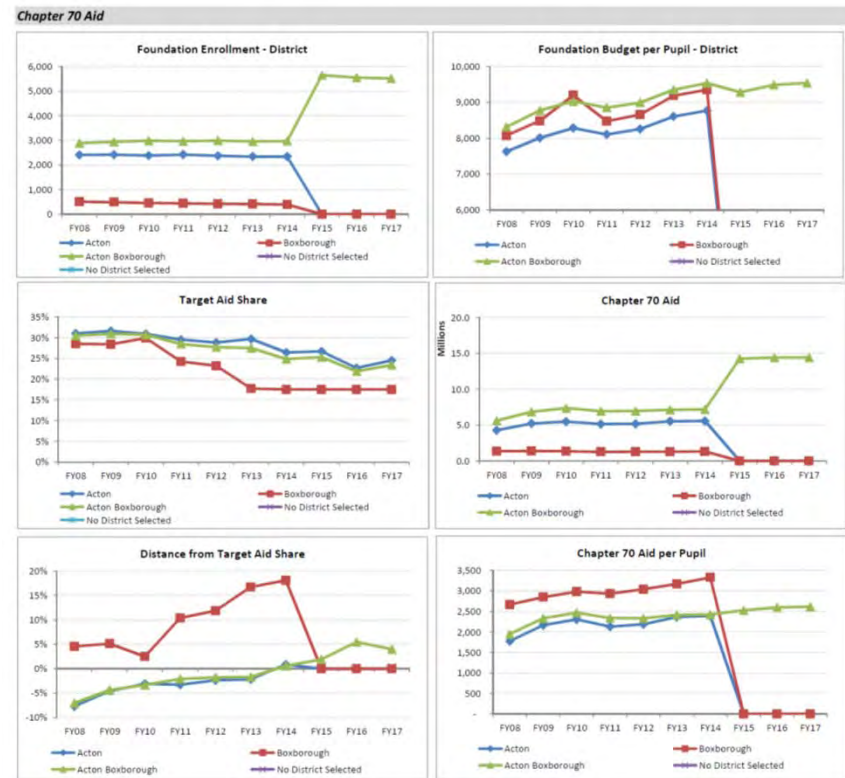 Chapter 70 Aid
Foundation Enrollment - District
6,000
5,000
4,000
3,000
2,000
1,000
0
FY08 FY09 FY10 FY11 FY12 FY13 FY14 FY15 FY16 FY17
Acton Boxborough
Acton Boxborough No District Selected
No District Selected
Foundation Budget per Pupil - District
10,000
9,000
8,000
7,000
6,000
FY08 FY09 FY10 FY11 FY12 FY13 FY14 FY15 FY16 FY17
Acton Boxborough
Acton Boxborough No District Selected
Target Aid Share
35%
30%
25%
20%
15%
10%
5%
0%
FY08 FY09 FY10 FY11 FY12 FY13 FY14 FY15 FY16 FY17
Acton Boxborough
Acton Boxborough No District Selected
No District Selected
Chapter 70 Aid
Millions
20.0
15.0
10.0
5.0
0.0
FY08 FY09 FY10 FY11 FY12 FY13 FY14 FY15 FY16 FY17
Acton Boxborough
Acton Boxborough No District Selected
Distance from Target Aid Share
20%
15%
10%
5%
0%
-5%
-10%
FY08 FY09 FY10 FY11 FY12 FY13 FY14 FY15 FY16 FY17
Acton Boxborough
Acton Boxborough No District Selected
Chapter 70 Aid per Pupil
3,500
3,000
2,500
2,000
1,500
1,000
500
-
FY08 FY09 FY10 FY11 FY12 FY13 FY14 FY15 FY16 FY17
Acton Boxborough
Acton Boxborough No District Selected